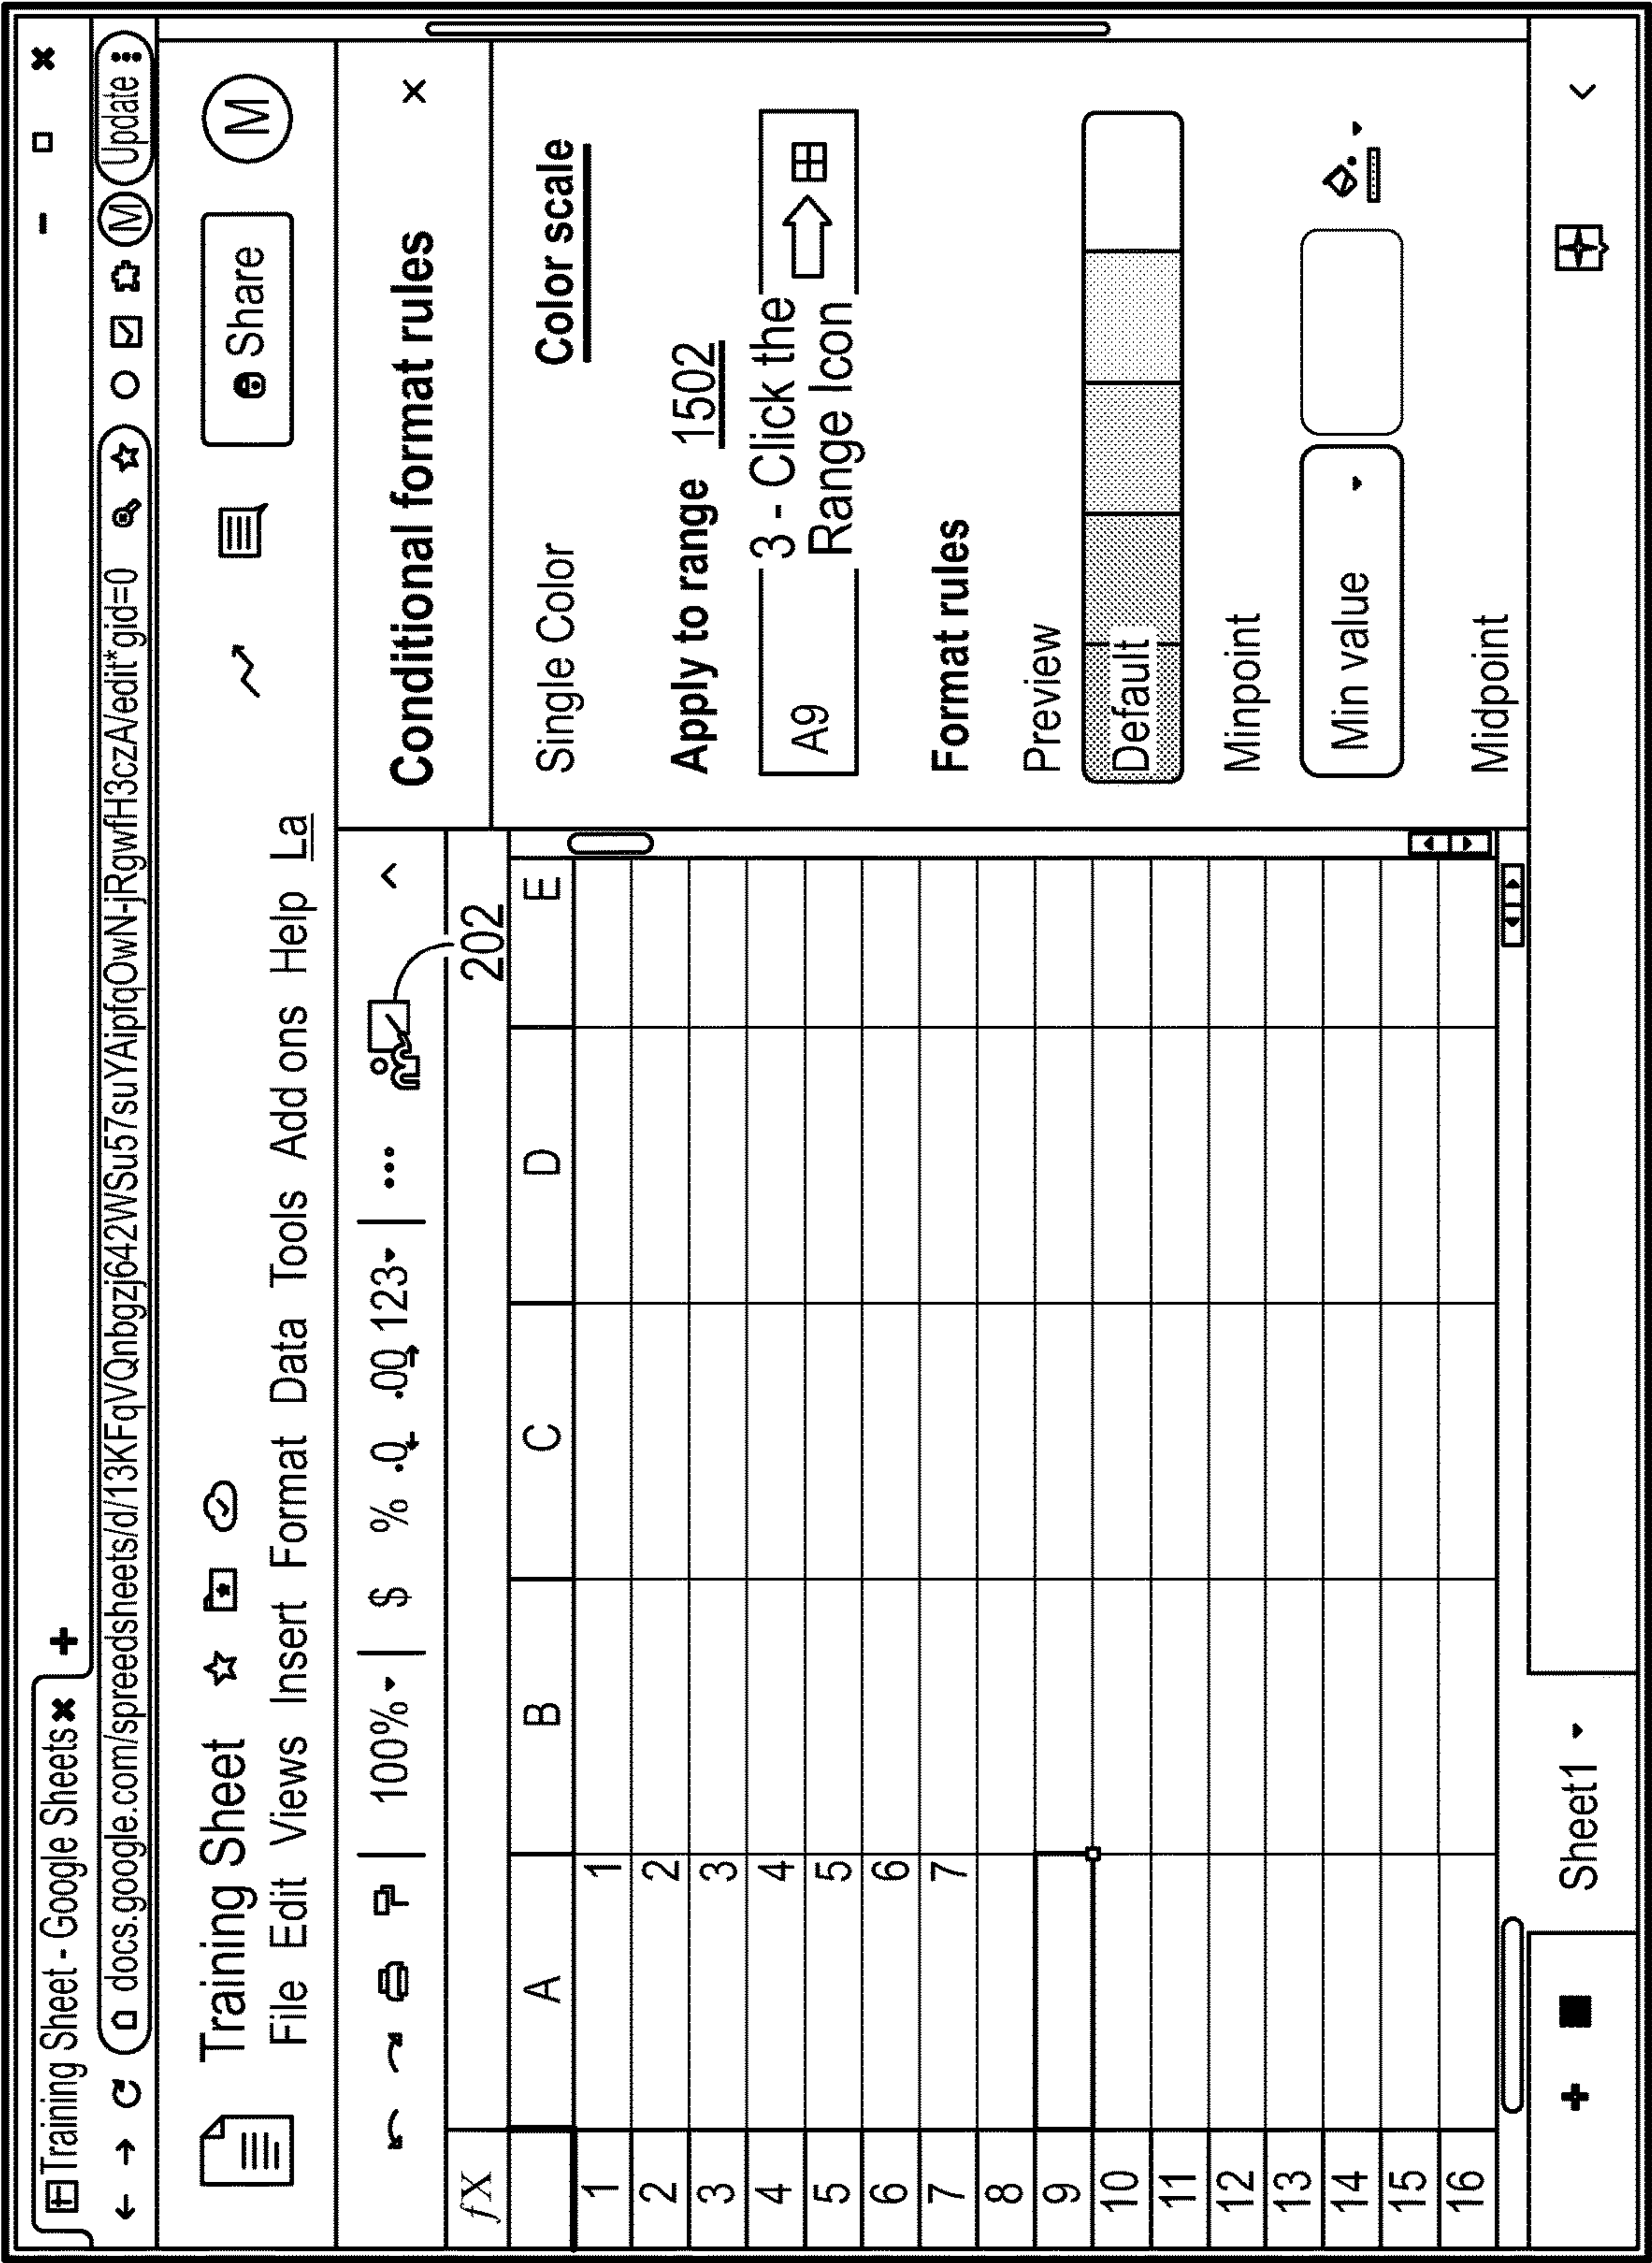 Training Sheet - Google Sheets
docs.google.com/spreedsheets/d/13KFqVQnbgzj642WSu57suYAipfqOwN-jRgwfH3czA/edit*gid=0
M
Update
Training Sheet
Share
M
File Edit Views Insert Format Data Tools Add ons Help La
100% $ % .0 .00 123 ...
202
fX
A B C D E
1 1
2 2
3 3
4 4
5 5
6 6
7 7
8
9
10
11
12
13
14
15
16
Conditional format rules
Single Color Color scale
Apply to range 1502
A9 3 - Click the
Range Icon
Format rules
Preview
Default
Minpoint
Min value
Midpoint
Sheet1